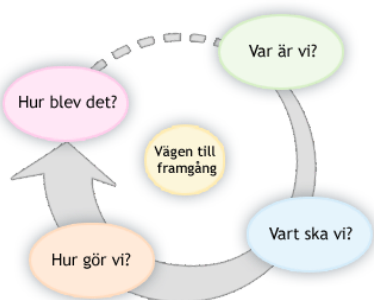 Var är vi?
Hur blev det?
Vägen till
framgång
Vart ska vi?
Hur gör vi?